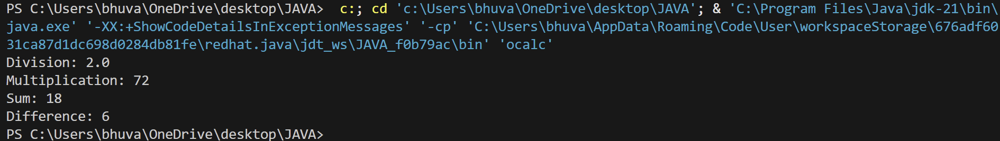 PS C:\Users\bhuva\OneDrive\desktop\JAVA>  c:; cd 'c:\Users\bhuva\OneDrive\desktop\JAVA'; & 'C:\Program Files\Java\jdk-21\bin\
java.exe' '-XX:+ShowCodeDetailsInExceptionMessages' '-cp' 'C:\Users\bhuva\AppData\Roaming\Code\User\workspaceStorage\676adf60
31ca87d1dc698d0284db81fe\redhat.java\jdt_ws\JAVA_f0b79ac\bin' 'ocalc'
Division: 2.0
Multiplication: 72
Sum: 18
Difference: 6
PS C:\Users\bhuva\OneDrive\desktop\JAVA>